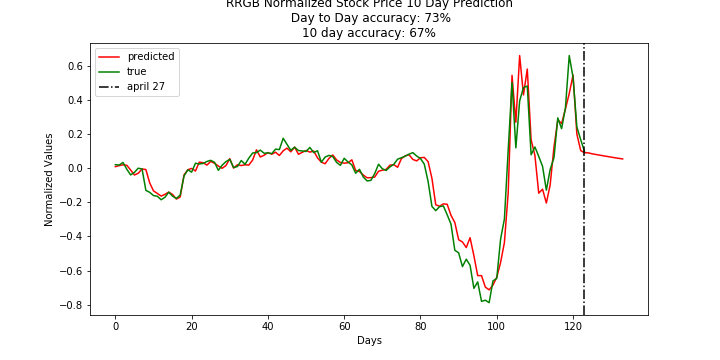 RRGB Normalized Stock Price 10 Day Prediction
Day to Day accuracy: 73%
10 day accuracy: 67%
predicted
true
april 27
Normalized Values
0.6
0.4
0.2
0.0
−0.2
−0.4
−0.6
−0.8
0 20 40 60 80 100 120
Days